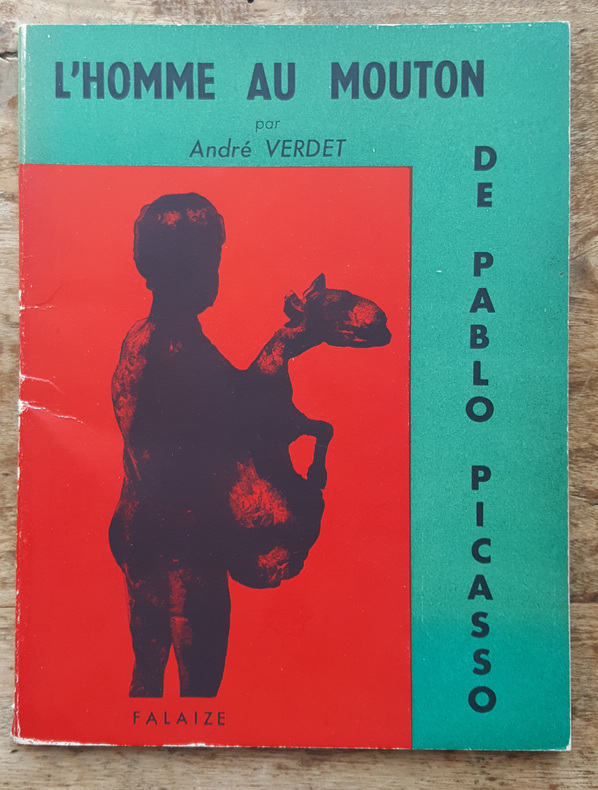 L'HOMME AU MOUTON
par
André VERDET
DE PABLO PICASSO
FALAIZE